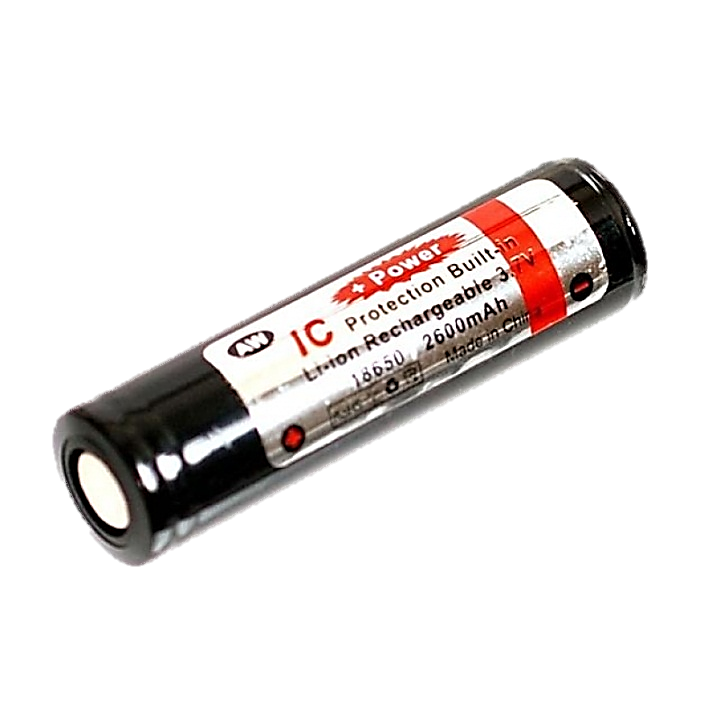 AW
+ Power
IC Protection Built-in
Li-Ion Rechargeable 3.7V
18650 2600mAh
Made in China